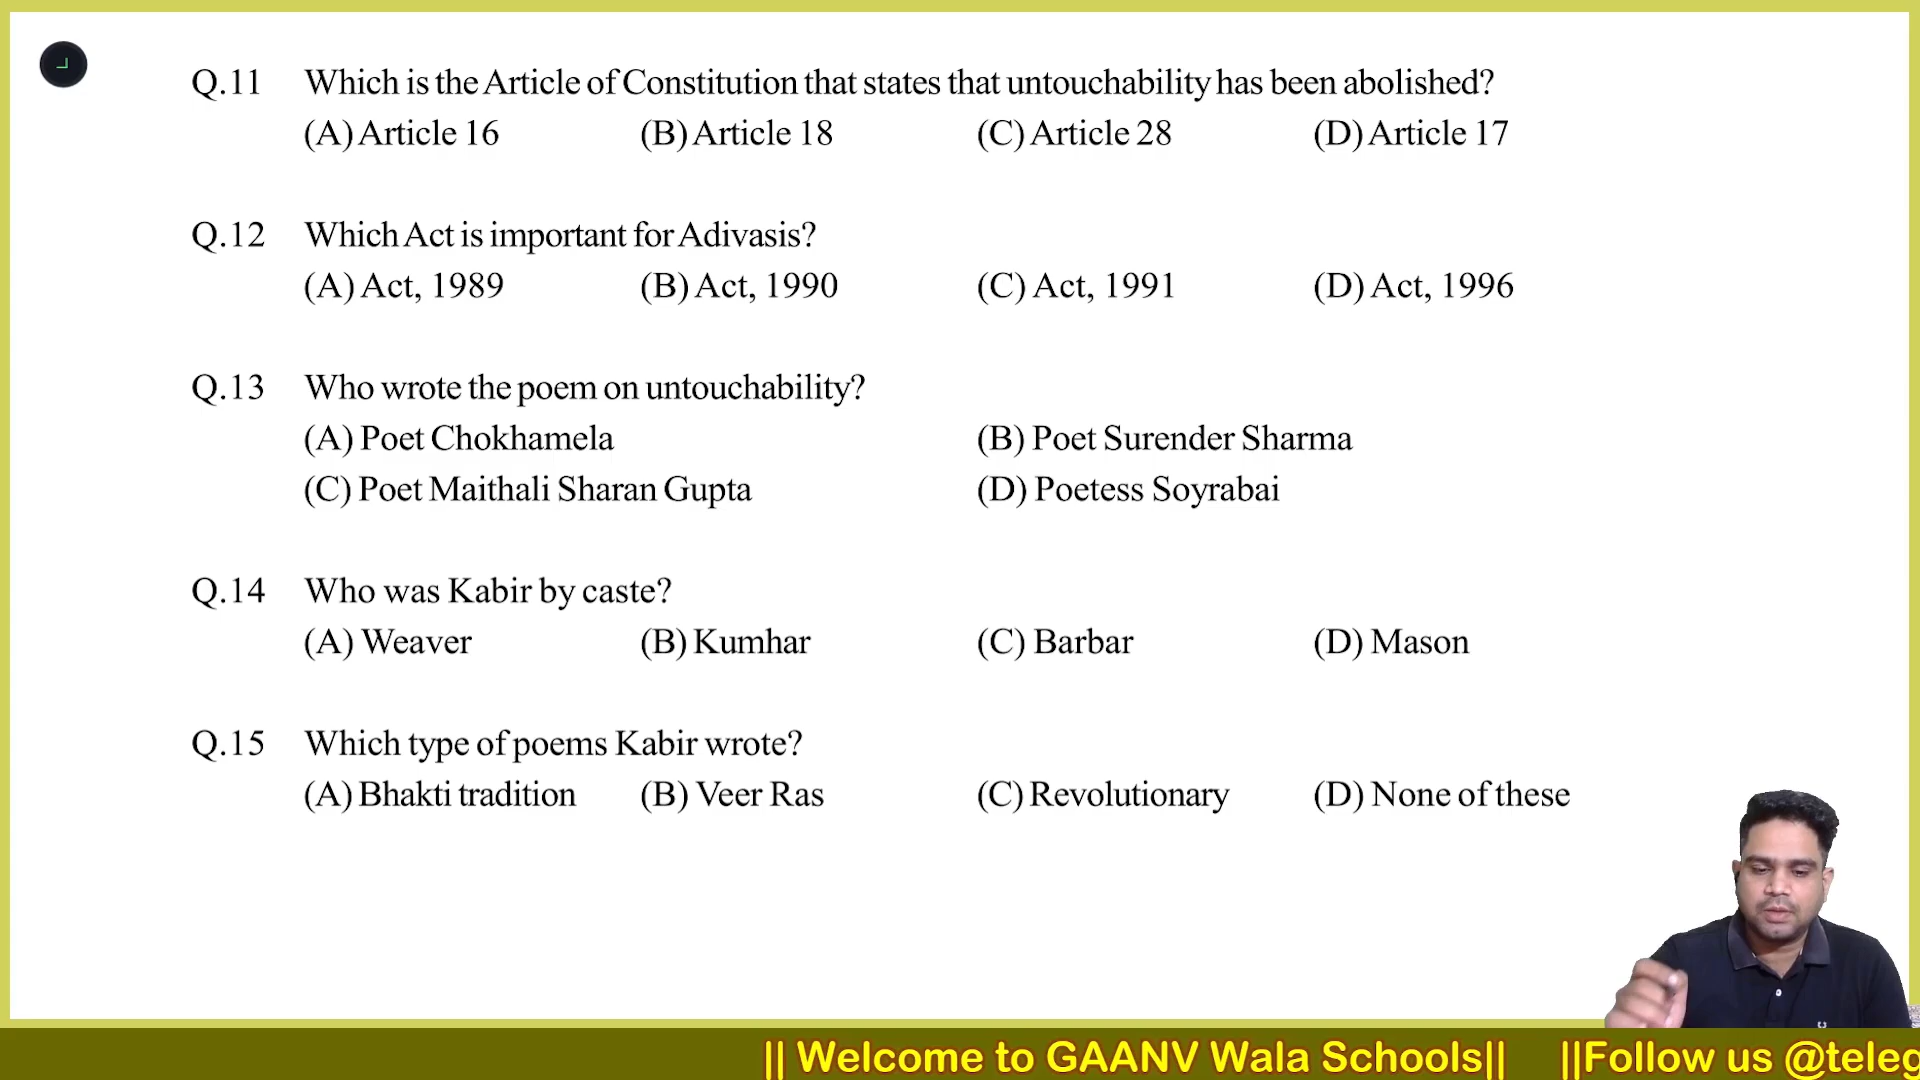 Q.11 Which is the Article of Constitution that states that untouchability has been abolished?
(A) Article 16 (B) Article 18 (C) Article 28 (D) Article 17
Q.12 Which Act is important for Adivasis?
(A) Act, 1989 (B) Act, 1990 (C) Act, 1991 (D) Act, 1996
Q.13 Who wrote the poem on untouchability?
(A) Poet Chokhamela (B) Poet Surender Sharma
(C) Poet Maithali Sharan Gupta (D) Poetess Soyrabai
Q.14 Who was Kabir by caste?
(A) Weaver (B) Kumhar (C) Barbar (D) Mason
Q.15 Which type of poems Kabir wrote?
(A) Bhakti tradition (B) Veer Ras (C) Revolutionary (D) None of these
|| Welcome to GAANV Wala Schools|| ||Follow us @teleg